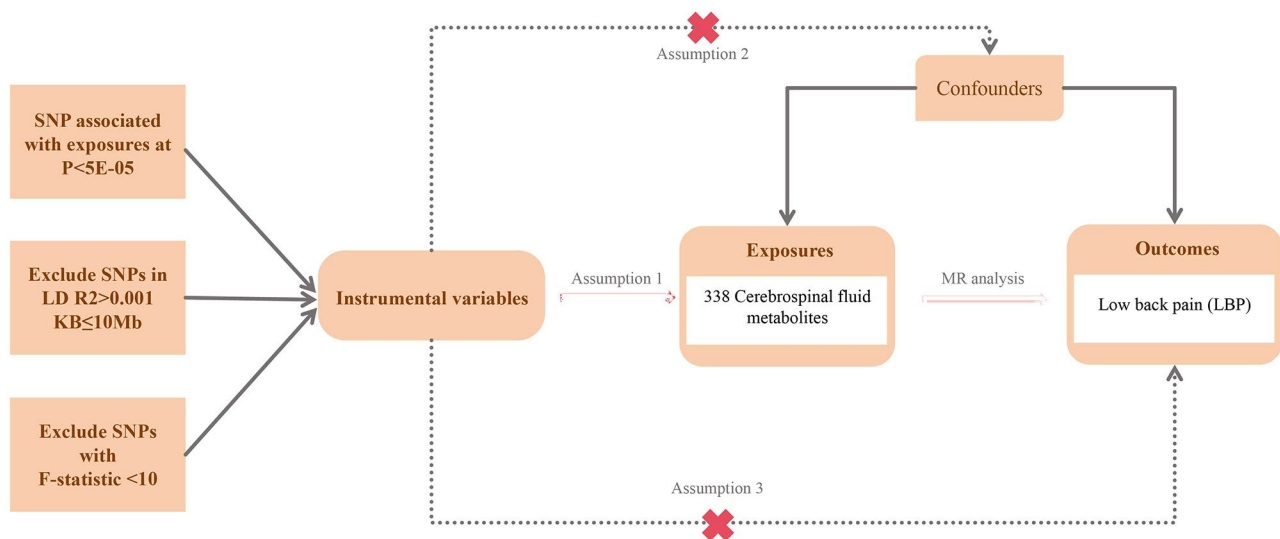 Assumption 2
Confounders
SNP associated
with exposures at
P<5E-05
Exclude SNPs in
LD R2>0.001
KB≤10Mb
Exclude SNPs
with
F-statistic <10
Instrumental variables
Assumption 1
Exposures
338 Cerebrospinal fluid
metabolites
MR analysis
Outcomes
Low back pain (LBP)
Assumption 3